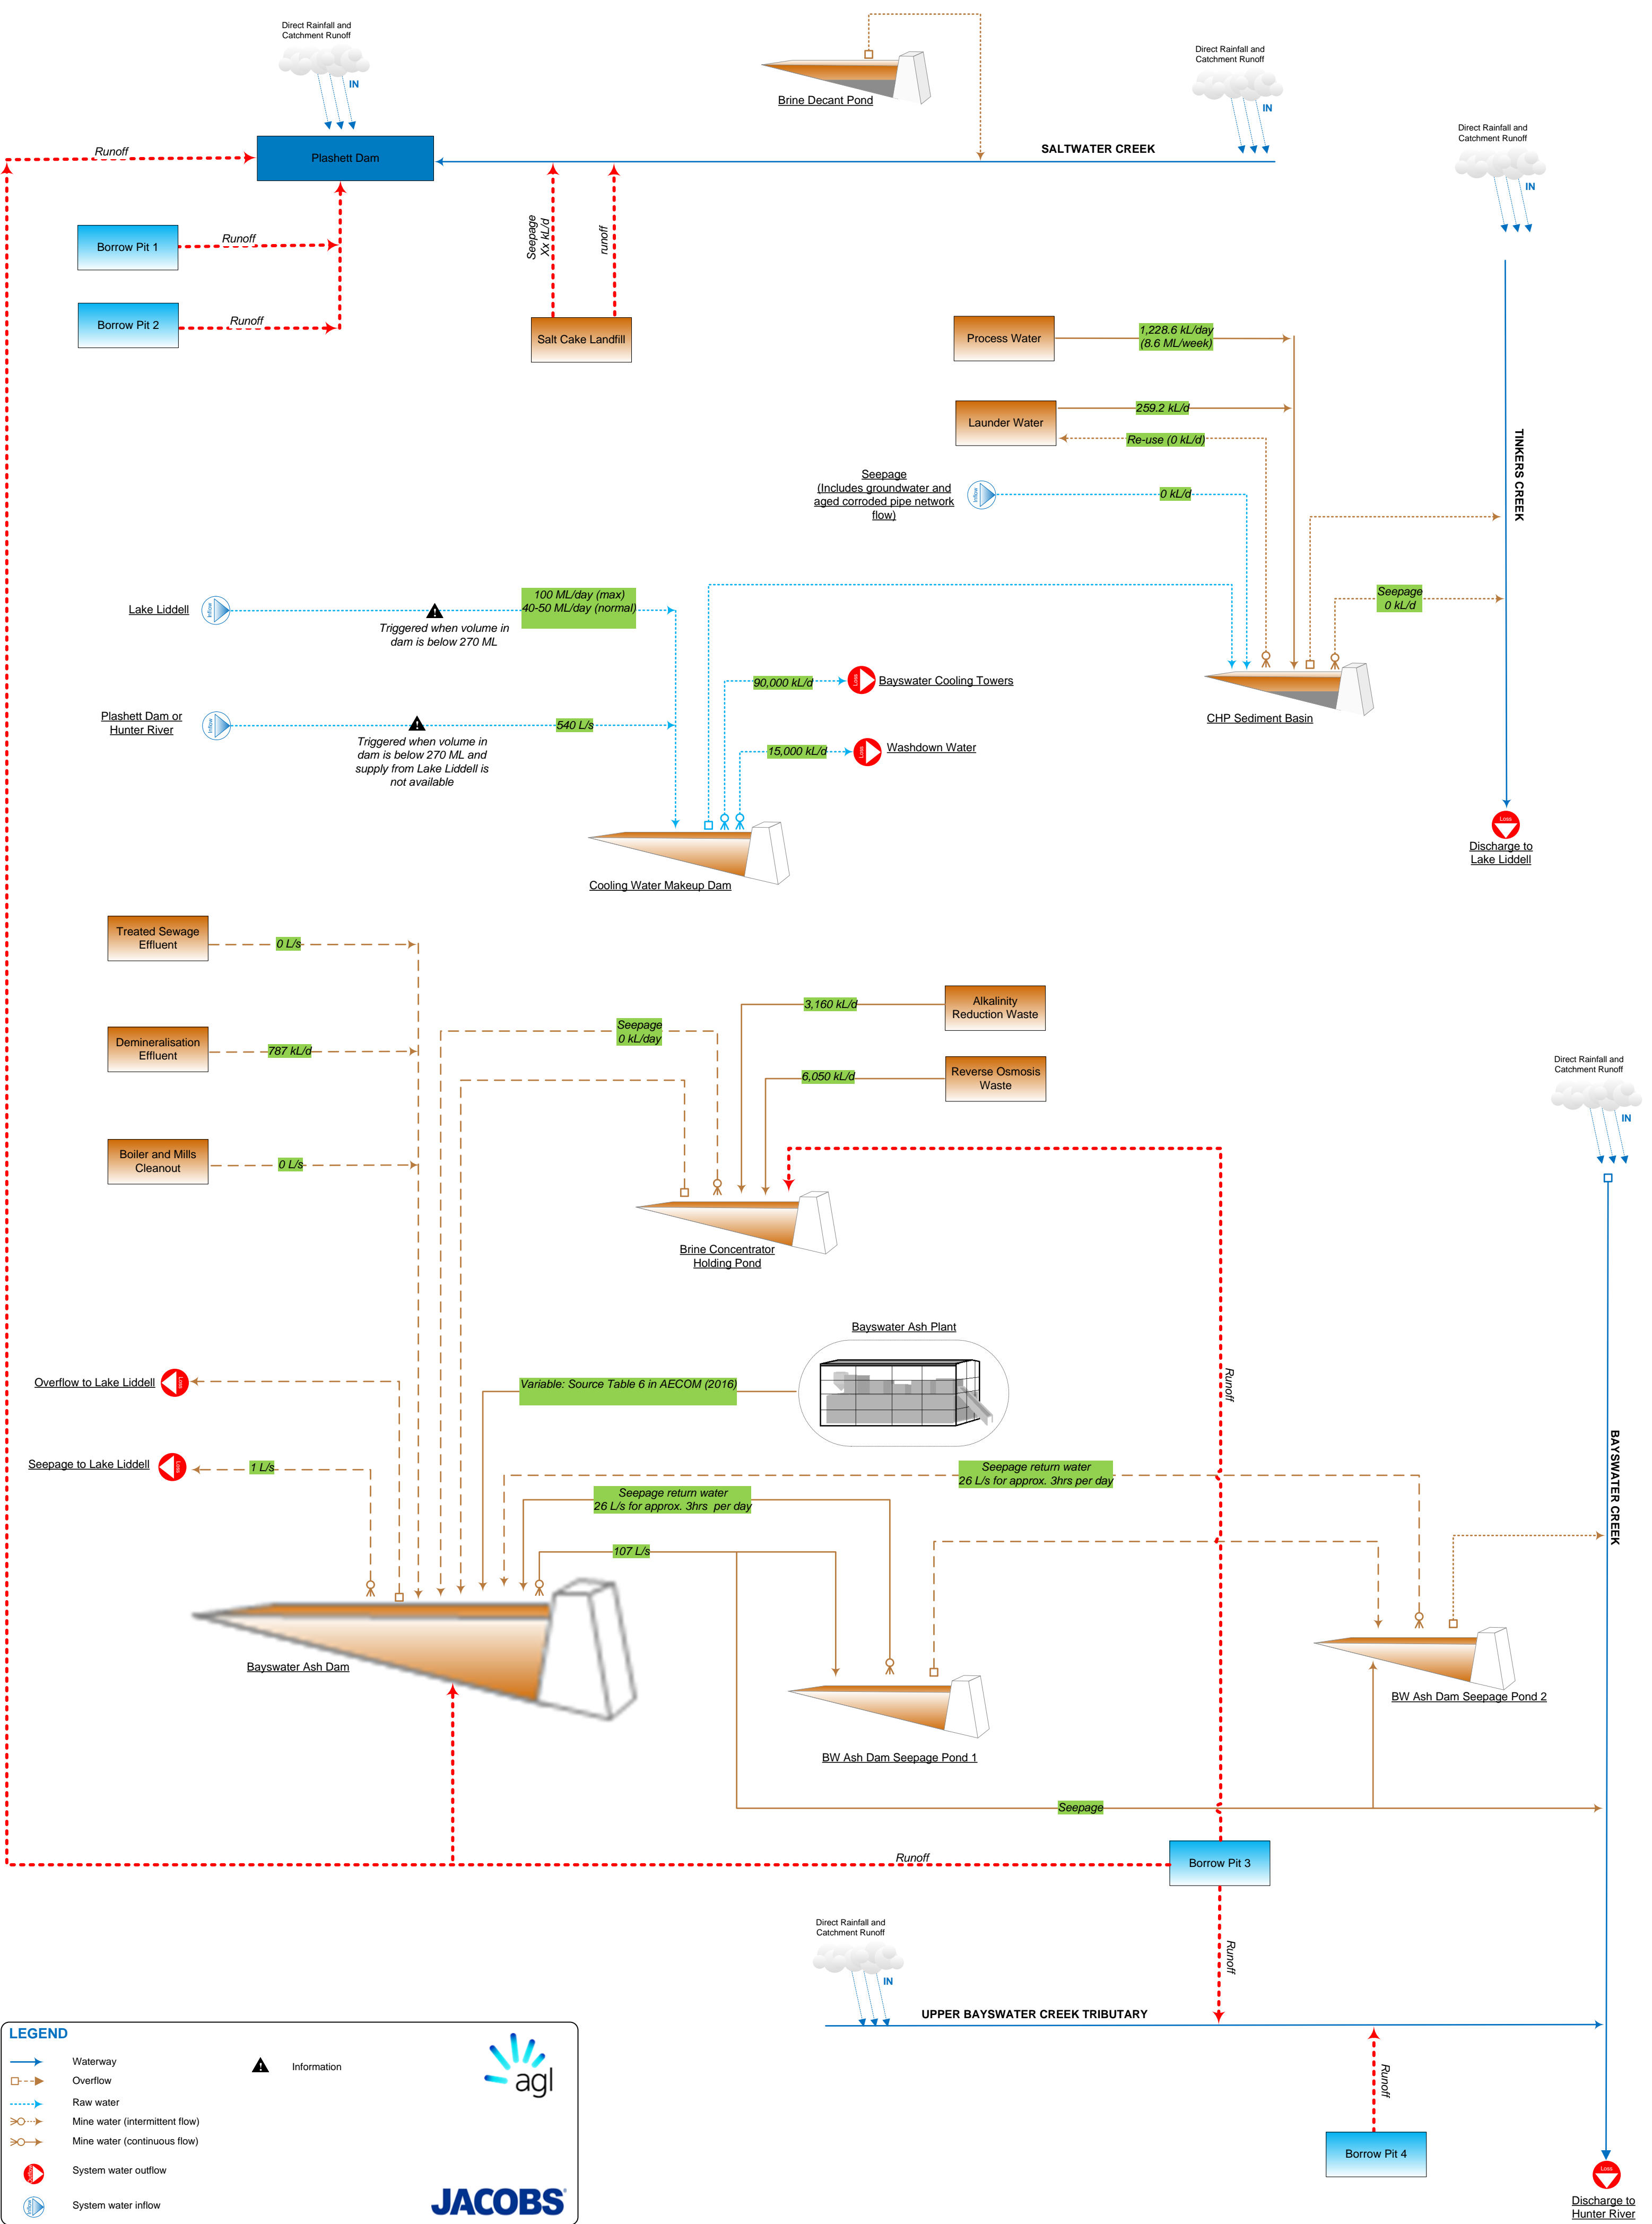 Direct Rainfall and
Catchment Runoff
IN
Brine Decant Pond
Direct Rainfall and
Catchment Runoff
IN
Direct Rainfall and
Catchment Runoff
IN
Runoff
Plashett Dam
SALTWATER CREEK
Borrow Pit 1
Runoff
Seepage
Xx kL/d
runoff
Borrow Pit 2
Runoff
Salt Cake Landfill
Process Water
1,228.6 kL/day
(8.6 ML/week)
Launder Water
259.2 kL/d
Re-use (0 kL/d)
TINKERS CREEK
Seepage
(Includes groundwater and
aged corroded pipe network
flow)
Inflow
0 kL/d
Lake Liddell
Inflow
Triggered when volume in
dam is below 270 ML
100 ML/day (max)
40-50 ML/day (normal)
Seepage
0 kL/d
Plashett Dam or
Hunter River
Inflow
Triggered when volume in
dam is below 270 ML and
supply from Lake Liddell is
not available
540 L/s
90,000 kL/d
Loss
Bayswater Cooling Towers
15,000 kL/d
Loss
Washdown Water
CHP Sediment Basin
Cooling Water Makeup Dam
Loss
Discharge to
Lake Liddell
Treated Sewage
Effluent
0 L/s
Demineralisation
Effluent
787 kL/d
Boiler and Mills
Cleanout
0 L/s
Seepage
0 kL/day
3,160 kL/d
Alkalinity
Reduction Waste
6,050 kL/d
Reverse Osmosis
Waste
Direct Rainfall and
Catchment Runoff
IN
Brine Concentrator
Holding Pond
Bayswater Ash Plant
Overflow to Lake Liddell
Loss
Variable: Source Table 6 in AECOM (2016)
Runoff
BAYSWATER CREEK
Seepage to Lake Liddell
Loss
1 L/s
Seepage return water
26 L/s for approx. 3hrs per day
Seepage return water
26 L/s for approx. 3hrs per day
107 L/s
Bayswater Ash Dam
BW Ash Dam Seepage Pond 2
BW Ash Dam Seepage Pond 1
Seepage
Runoff
Borrow Pit 3
Direct Rainfall and
Catchment Runoff
IN
Runoff
UPPER BAYSWATER CREEK TRIBUTARY
Runoff
Borrow Pit 4
Loss
Discharge to
Hunter River
LEGEND
Waterway
Overflow
Raw water
Mine water (intermittent flow)
Mine water (continuous flow)
System water outflow
Inflow
System water inflow
Information
agl
JACOBS